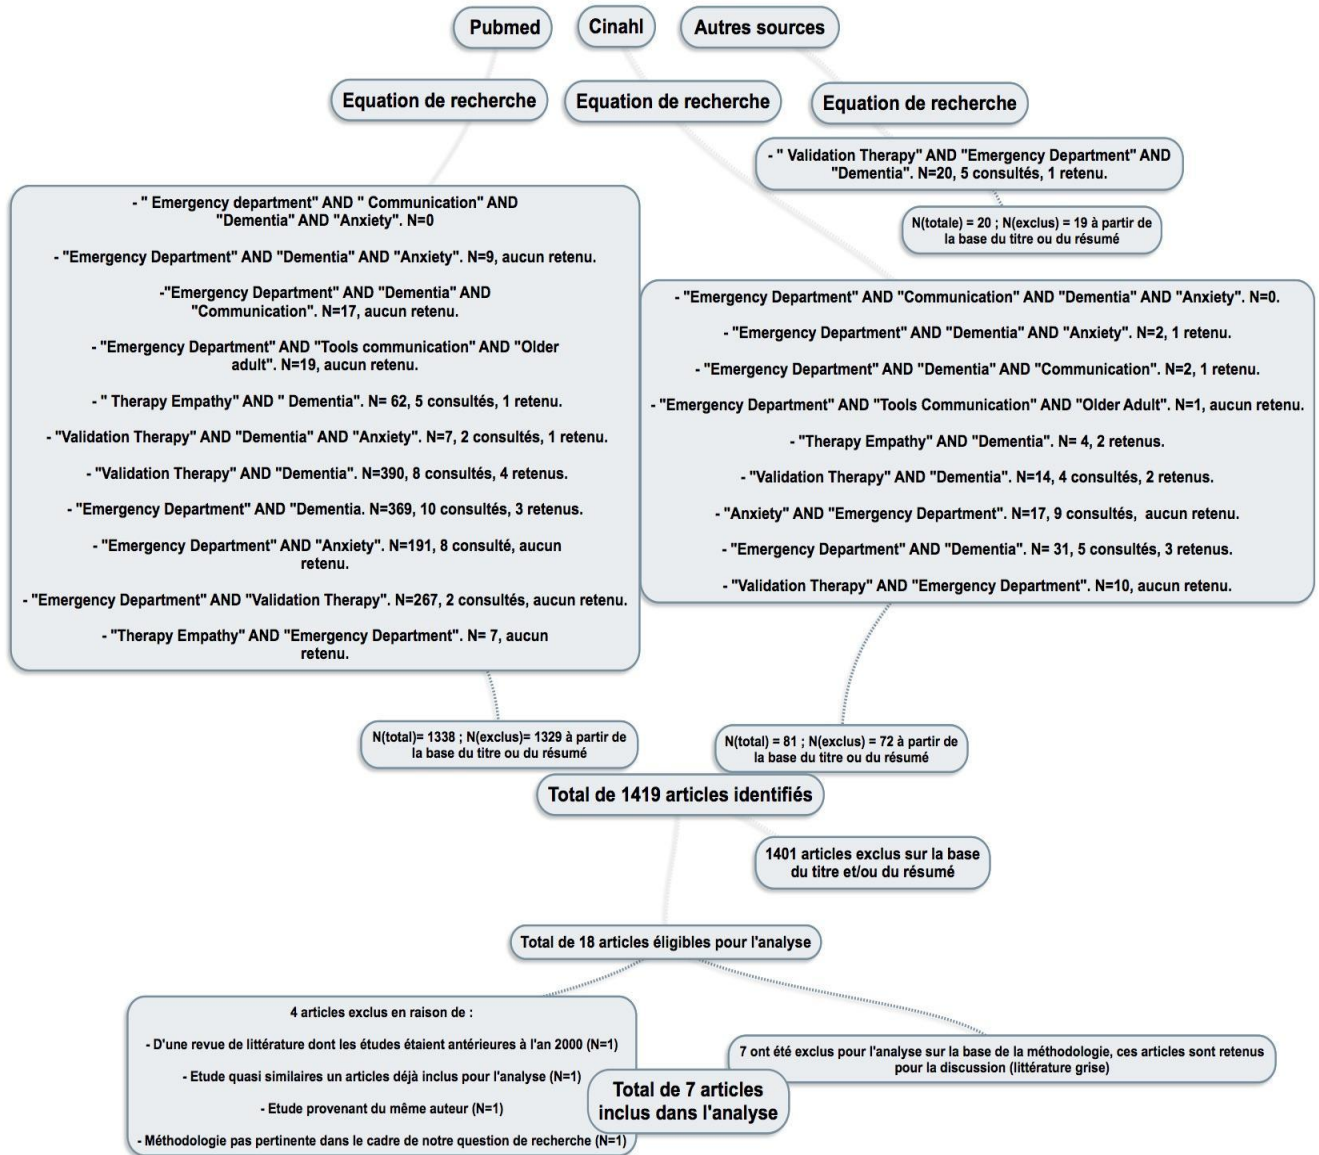 Pubmed
Cinahl
Autres sources
Equation de recherche
Equation de recherche
Equation de recherche
- " Validation Therapy" AND "Emergency Department" AND
"Dementia". N=20, 5 consultés, 1 retenu.
N(totale) = 20 ; N(exclus) = 19 à partir de
la base du titre ou du résumé
- " Emergency department" AND " Communication" AND
"Dementia" AND "Anxiety". N=0
- "Emergency Department" AND "Dementia" AND "Anxiety". N=9, aucun retenu.
-"Emergency Department" AND "Dementia" AND
"Communication". N=17, aucun retenu.
- "Emergency Department" AND "Tools communication" AND "Older
adult". N=19, aucun retenu.
- " Therapy Empathy" AND " Dementia". N= 62, 5 consultés, 1 retenu.
- "Validation Therapy" AND "Dementia" AND "Anxiety". N=7, 2 consultés, 1 retenu.
- "Validation Therapy" AND "Dementia". N=390, 8 consultés, 4 retenus.
- "Emergency Department" AND "Dementia. N=369, 10 consultés, 3 retenus.
- "Emergency Department" AND "Anxiety". N=191, 8 consulté, aucun
retenu.
- "Emergency Department" AND "Validation Therapy". N=267, 2 consultés, aucun retenu.
- "Therapy Empathy" AND "Emergency Department". N= 7, aucun
retenu.
- "Emergency Department" AND "Communication" AND "Dementia" AND "Anxiety". N=0.
- "Emergency Department" AND "Dementia" AND "Anxiety". N=2, 1 retenu.
- "Emergency Department" AND "Dementia" AND "Communication". N=2, 1 retenu.
- "Emergency Department" AND "Tools Communication" AND "Older Adult". N=1, aucun retenu.
- "Therapy Empathy" AND "Dementia". N= 4, 2 retenus.
- "Validation Therapy" AND "Dementia". N=14, 4 consultés, 2 retenus.
- "Anxiety" AND "Emergency Department". N=17, 9 consultés, aucun retenu.
- "Emergency Department" AND "Dementia". N= 31, 5 consultés, 3 retenus.
- "Validation Therapy" AND "Emergency Department". N=10, aucun retenu.
N(total)= 1338 ; N(exclus)= 1329 à partir de
la base du titre ou du résumé
N(total) = 81 ; N(exclus) = 72 à partir de
la base du titre ou du résumé
Total de 1419 articles identifiés
1401 articles exclus sur la base
du titre et/ou du résumé
Total de 18 articles éligibles pour l'analyse
4 articles exclus en raison de :
- D'une revue de littérature dont les études étaient antérieures à l'an 2000 (N=1)
- Etude quasi similaires un articles déjà inclus pour l'analyse (N=1)
- Etude provenant du même auteur (N=1)
- Méthodologie pas pertinente dans le cadre de notre question de recherche (N=1)
7 ont été exclus pour l'analyse sur la base de la méthodologie, ces articles sont retenus
pour la discussion (littérature grise)
Total de 7 articles
inclus dans l'analyse